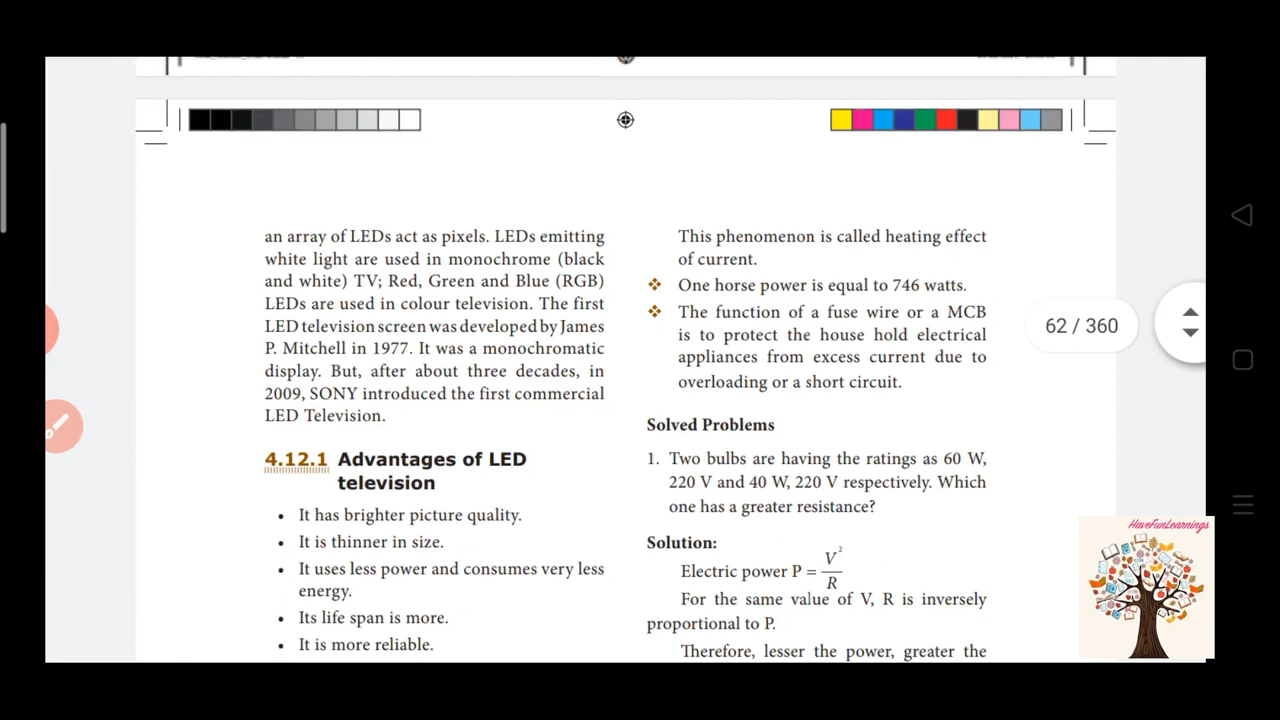 an array of LEDs act as pixels. LEDs emitting
white light are used in monochrome (black
and white) TV; Red, Green and Blue (RGB)
LEDs are used in colour television. The first
LED television screen was developed by James
P. Mitchell in 1977. It was a monochromatic
display. But, after about three decades, in
2009, SONY introduced the first commercial
LED Television.
4.12.1 Advantages of LED
television
• It has brighter picture quality.
• It is thinner in size.
• It uses less power and consumes very less
energy.
• Its life span is more.
• It is more reliable.
This phenomenon is called heating effect
of current.
❖ One horse power is equal to 746 watts.
❖ The function of a fuse wire or a MCB
is to protect the house hold electrical
appliances from excess current due to
overloading or a short circuit.
Solved Problems
1. Two bulbs are having the ratings as 60 W,
220 V and 40 W, 220 V respectively. Which
one has a greater resistance?
Solution:
Electric power P = V²/R
For the same value of V, R is inversely
proportional to P.
Therefore, lesser the power, greater the
62 / 360
HaveFunLearnings